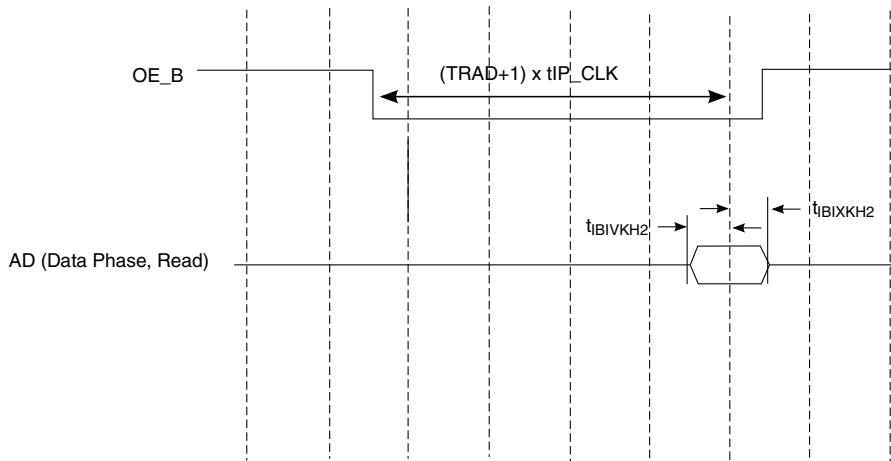 (TRAD+1) x tIP_CLK
OE_B
tIBIVKH2
tIBIXKH2
AD (Data Phase, Read)